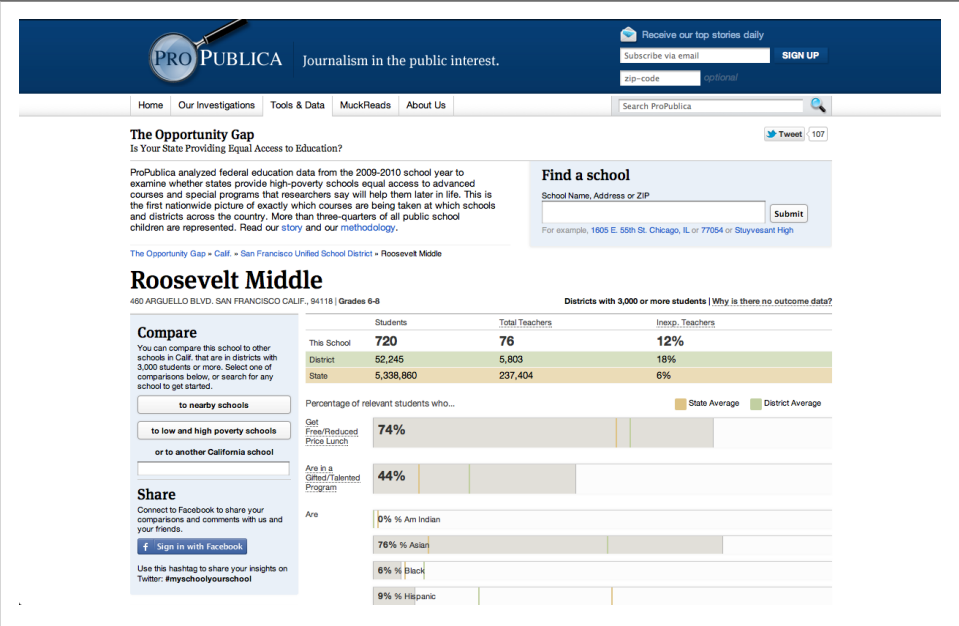 PROPUBLICA
Journalism in the public interest.
Receive our top stories daily
Subscribe via email
SIGN UP
zip-code
optional
Home
Our Investigations
Tools & Data
MuckReads
About Us
Search ProPublica
The Opportunity Gap
Is Your State Providing Equal Access to Education?
Tweet
107
ProPublica analyzed federal education data from the 2009-2010 school year to
examine whether states provide high-poverty schools equal access to advanced
courses and special programs that researchers say will help them later in life. This is
the first nationwide picture of exactly which courses are being taken at which schools
and districts across the country. More than three-quarters of all public school
children are represented. Read our story and our methodology.
Find a school
School Name, Address or ZIP
Submit
For example, 1605 E. 55th St. Chicago, IL or 77054 or Stuyvesant High
The Opportunity Gap » Calif. » San Francisco Unified School District » Roosevelt Middle
Roosevelt Middle
460 ARGUELLO BLVD. SAN FRANCISCO CALIF., 94118 | Grades 6-8
Districts with 3,000 or more students | Why is there no outcome data?
Compare
You can compare this school to other
schools in Calif. that are in districts with
3,000 students or more. Select one of
comparisons below, or search for any
school to get started.
to nearby schools
to low and high poverty schools
or to another California school
Share
Connect to Facebook to share your
comparisons and comments with us and
your friends.
f Sign in with Facebook
Use this hashtag to share your insights on
Twitter: #myschoolyourschool
Students Total Teachers Inexp. Teachers
This School 720 76 12%
District 52,245 5,803 18%
State 5,338,860 237,404 6%
Percentage of relevant students who...
State Average
District Average
Get
Free/Reduced
Price Lunch
74%
Are in a
Gifted/Talented
Program
44%
Are
0% % Am Indian
76% % Asian
6% % Black
9% % Hispanic